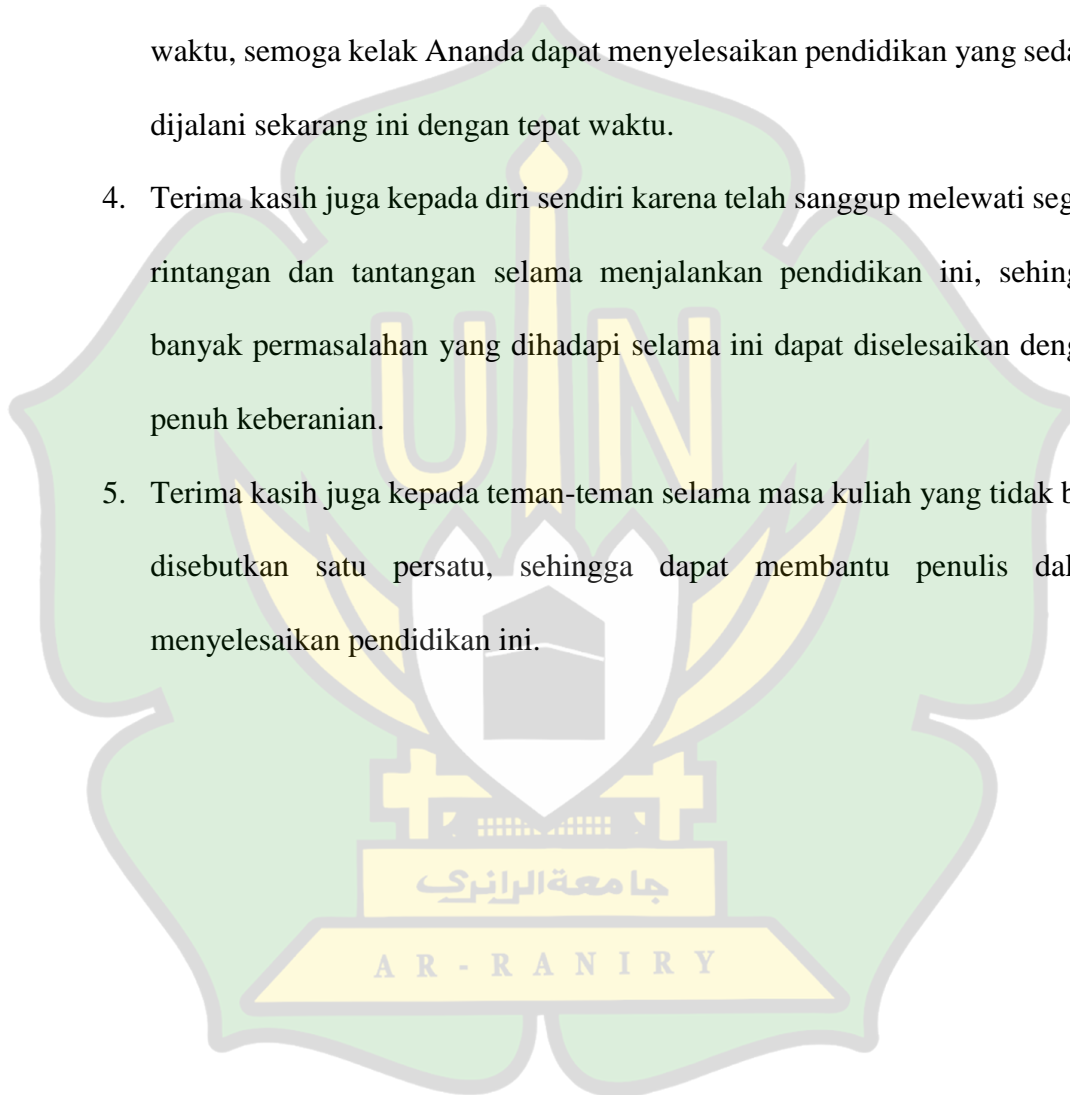 waktu, semoga kelak Ananda dapat menyelesaikan pendidikan yang seda
dijalani sekarang ini dengan tepat waktu.
4. Terima kasih juga kepada diri sendiri karena telah sanggup melewati seg
rintangan dan tantangan selama menjalankan pendidikan ini, sehing
banyak permasalahan yang dihadapi selama ini dapat diselesaikan deng
penuh keberanian.
5. Terima kasih juga kepada teman-teman selama masa kuliah yang tidak b
disebutkan satu persatu, sehingga dapat membantu penulis dal
menyelesaikan pendidikan ini.
UIN
جامعة الرانري
AR-RANIRY